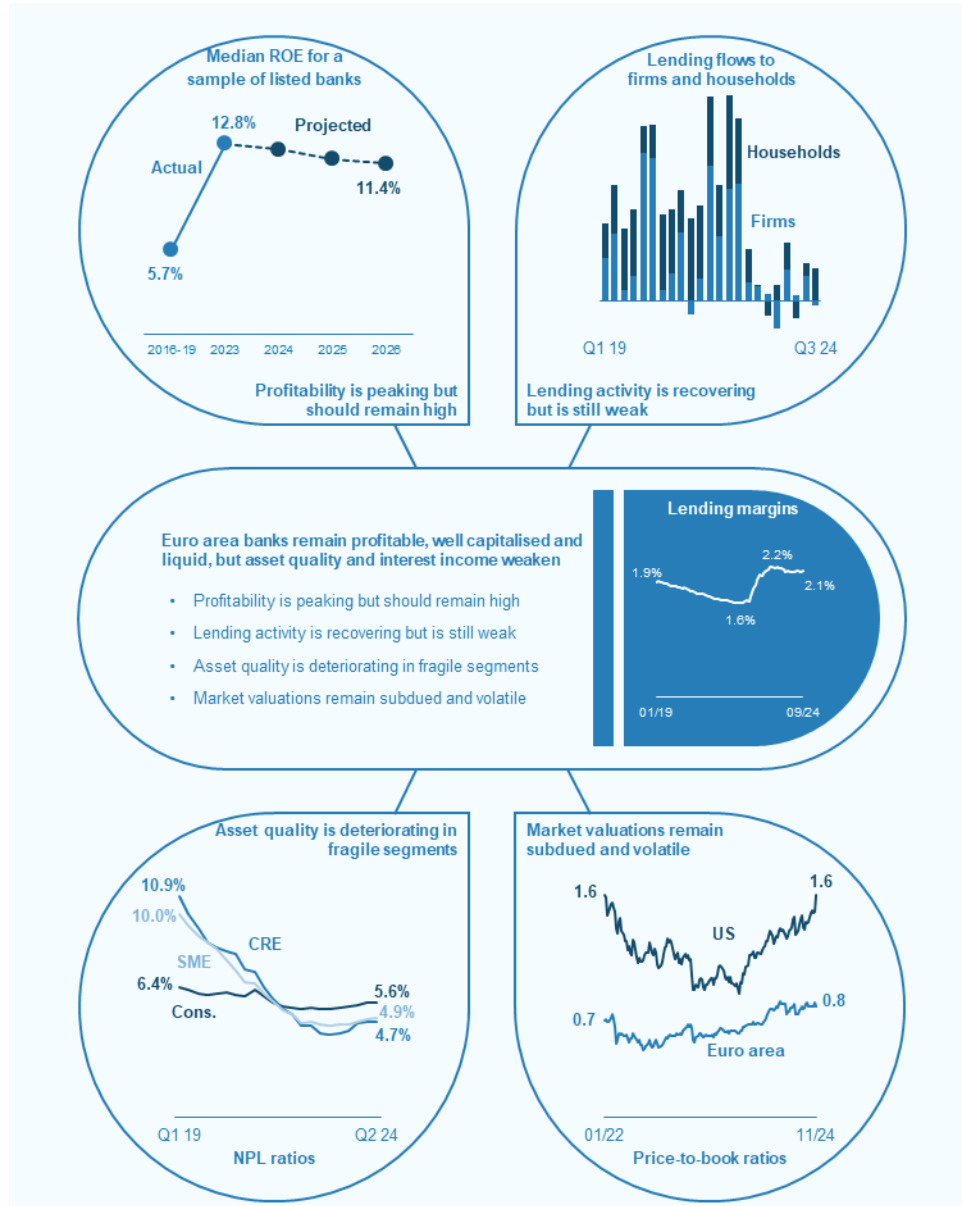 Median ROE for a
sample of listed banks
12.8%
Projected
Actual
11.4%
5.7%
2016-19 2023 2024 2025 2026
Profitability is peaking but
should remain high
Lending flows to
firms and households
Households
Firms
Q1 19 Q3 24
Lending activity is recovering
but is still weak
Euro area banks remain profitable, well capitalised and
liquid, but asset quality and interest income weaken
• Profitability is peaking but should remain high
• Lending activity is recovering but is still weak
• Asset quality is deteriorating in fragile segments
• Market valuations remain subdued and volatile
Lending margins
2.2%
1.9%
2.1%
1.6%
01/19 09/24
Asset quality is deteriorating in
fragile segments
10.9%
10.0%
CRE
SME
6.4%
5.6%
Cons.
4.9%
4.7%
Q1 19 Q2 24
NPL ratios
Market valuations remain
subdued and volatile
1.6
1.6
US
0.8
0.7
Euro area
01/22 11/24
Price-to-book ratios